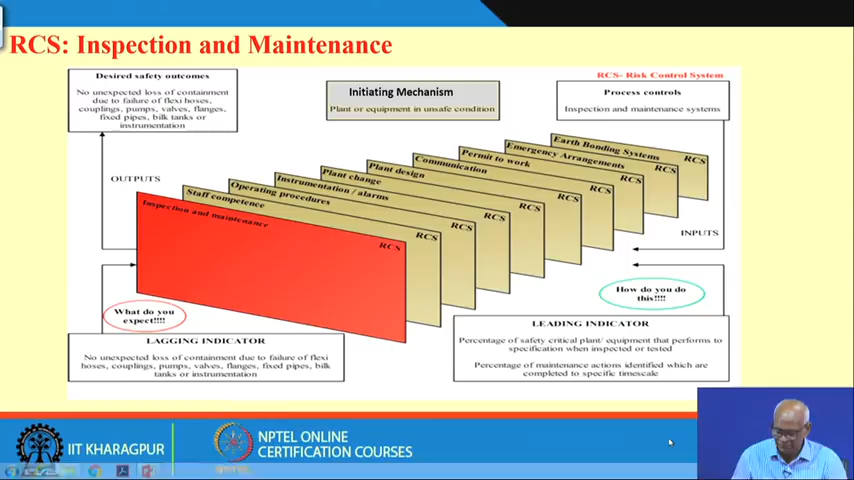 RCS: Inspection and Maintenance
Desired safety outcomes
No unexpected loss of containment
due to failure of flexi hoses,
couplings, pumps, valves, flanges,
fixed pipes, bilk tanks or
instrumentation
Initiating Mechanism
Plant or equipment in unsafe condition
RCS- Risk Control System
Process controls
Inspection and maintenance systems
OUTPUTS
INPUTS
Earth Bonding Systems
RCS
Emergency Arrangements
RCS
Permit to work
RCS
Communication
RCS
Plant design
RCS
Plant change
RCS
Instrumentation / alarms
RCS
Operating procedures
RCS
Staff competence
RCS
Inspection and maintenance
RCS
What do you
expect!!!!
How do you do
this!!!!
LAGGING INDICATOR
No unexpected loss of containment due to failure of flexi
hoses, couplings, pumps, valves, flanges, fixed pipes, bilk
tanks or instrumentation
LEADING INDICATOR
Percentage of safety critical plant/ equipment that performs to
specification when inspected or tested
Percentage of maintenance actions identified which are
completed to specific timescale
IIT KHARAGPUR
NPTEL ONLINE
CERTIFICATION COURSES